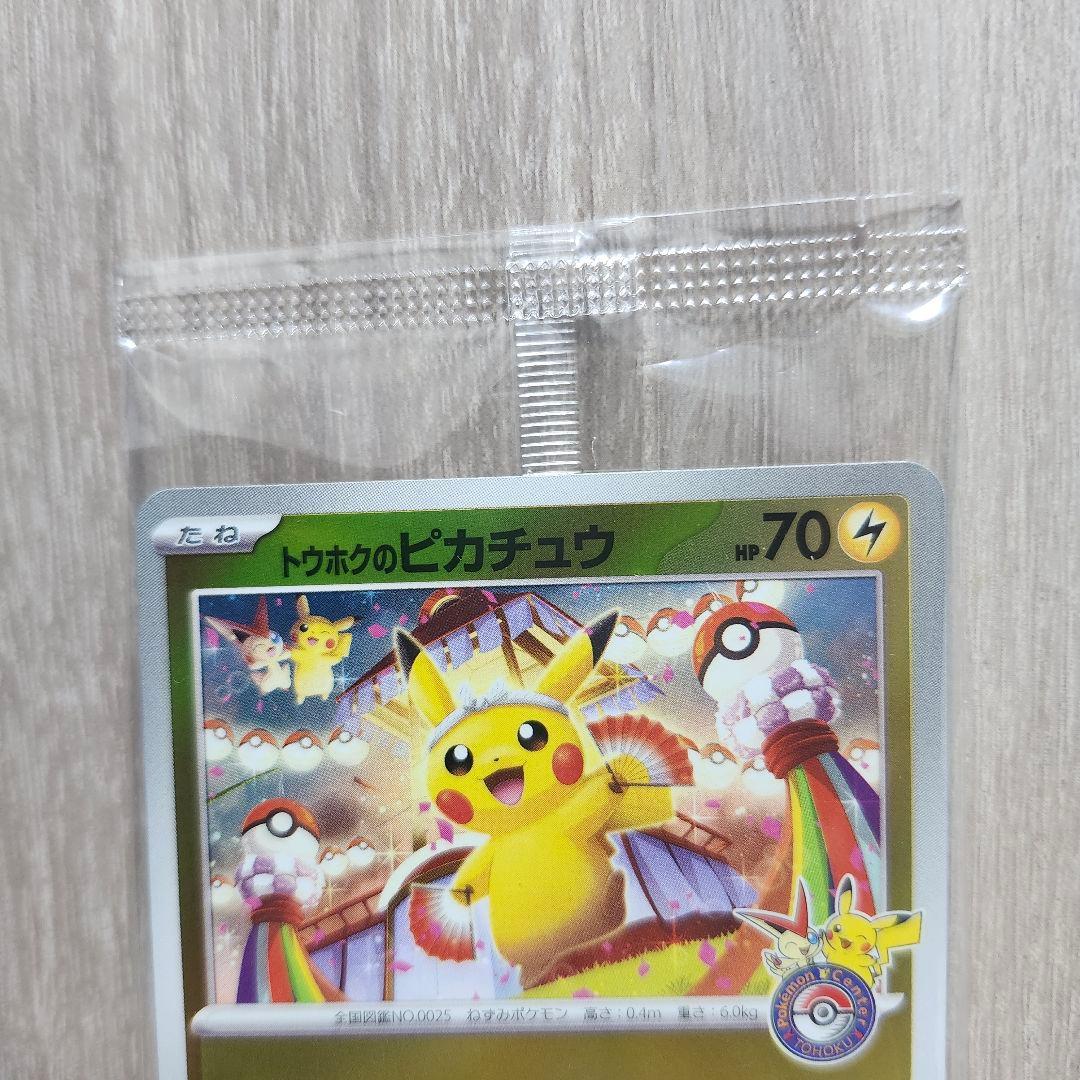 たね
トウホクのピカチュウ
HP70
全国図鑑NO.0025 ねずみポケモン 高さ:0.4m 重さ:6.0kg
Pokémon Center
TOHOKU